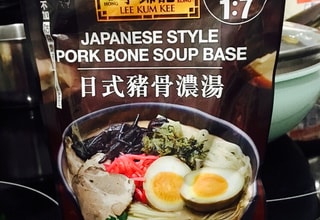 LEE KUM KEE
1:7
JAPANESE STYLE
PORK BONE SOUP BASE
日式豬骨濃湯